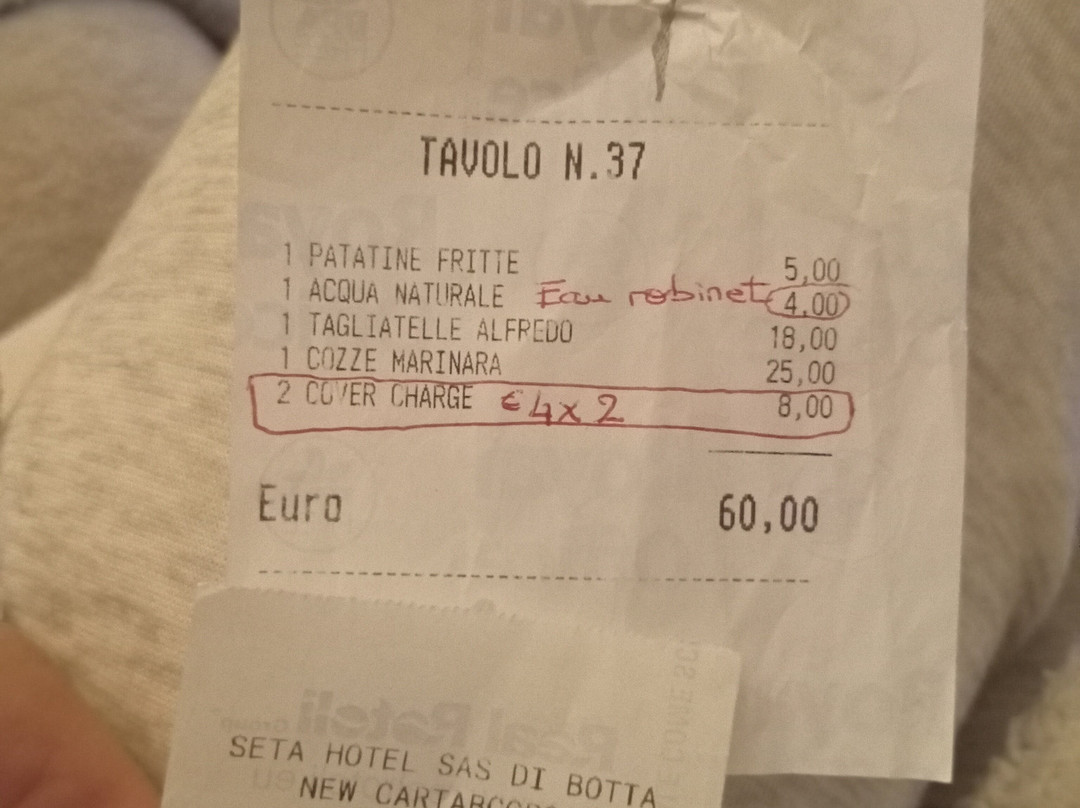 TAVOLO N.37
1 PATATINE FRITTE 5,00
1 ACQUA NATURALE Eau robinet 4,00
1 TAGLIATELLE ALFREDO 18,00
1 COZZE MARINARA 25,00
2 COVER CHARGE €4x2 8,00
Euro 60,00
SETA HOTEL SAS DI BOTTA
NEW